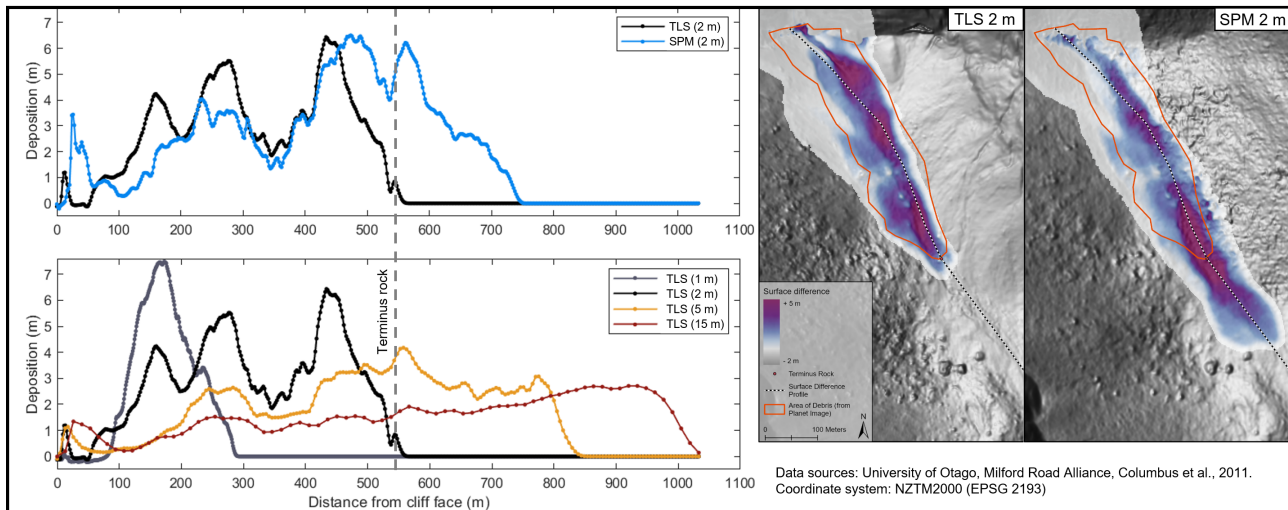 7
6
5
4
3
2
1
0
Deposition (m)
TLS (2 m)
SPM (2 m)
0 100 200 300 400 500 600 700 800 900 1000 1100
7
6
5
4
3
2
1
0
Deposition (m)
TLS (1 m)
TLS (2 m)
TLS (5 m)
TLS (15 m)
Terminus rock
0 100 200 300 400 500 600 700 800 900 1000 1100
Distance from cliff face (m)
TLS 2 m
SPM 2 m
Surface difference
+ 5 m
- 2 m
Terminus Rock
Surface Difference
Profile
Area of Debris (from
Planet Image)
0 100 Meters
N
Data sources: University of Otago, Milford Road Alliance, Columbus et al., 2011.
Coordinate system: NZTM2000 (EPSG 2193)